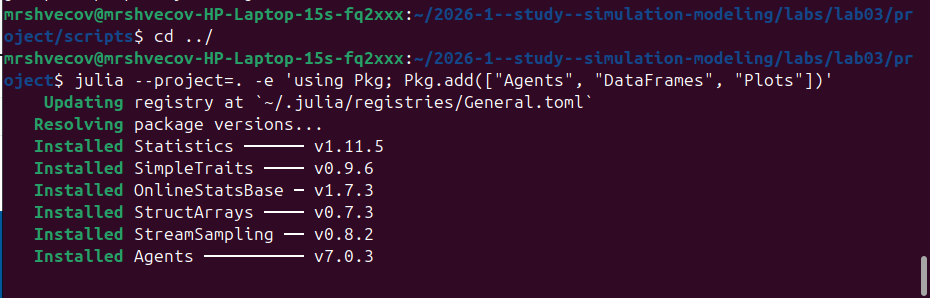 mrshvecov@mrshvecov-HP-Laptop-15s-fq2xxx:~/2026-1--study--simulation-modeling/labs/lab03/pr
oject/scripts$ cd ../
mrshvecov@mrshvecov-HP-Laptop-15s-fq2xxx:~/2026-1--study--simulation-modeling/labs/lab03/pr
oject$ julia --project=. -e 'using Pkg; Pkg.add(["Agents", "DataFrames", "Plots"])'
Updating registry at `~/.julia/registries/General.toml`
Resolving package versions...
Installed Statistics ────── v1.11.5
Installed SimpleTraits ──── v0.9.6
Installed OnlineStatsBase ─ v1.7.3
Installed StructArrays ──── v0.7.3
Installed StreamSampling ── v0.8.2
Installed Agents ────────── v7.0.3